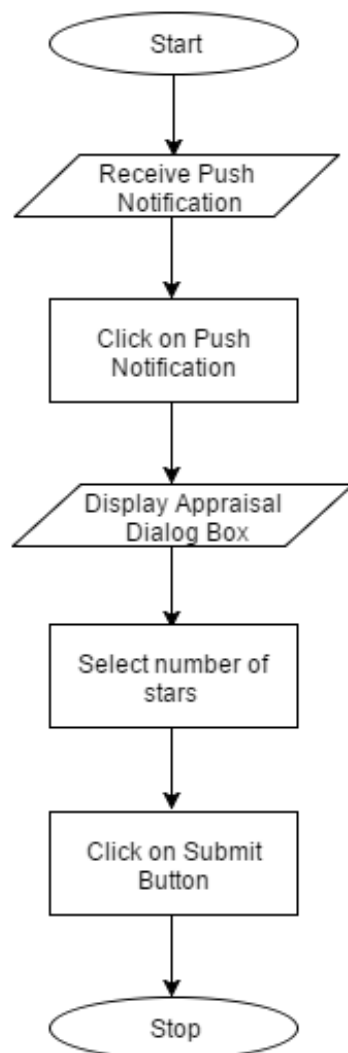 Start
Receive Push
Notification
Click on Push
Notification
Display Appraisal
Dialog Box
Select number of
stars
Click on Submit
Button
Stop